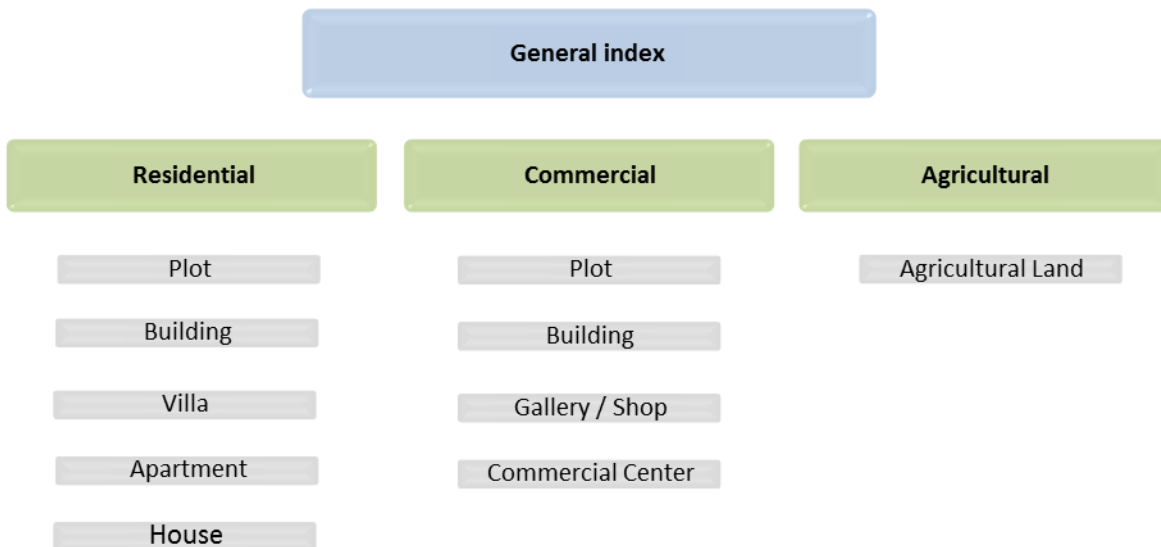 General index
Residential
Commercial
Agricultural
Plot
Plot
Agricultural Land
Building
Building
Villa
Gallery / Shop
Apartment
Commercial Center
House